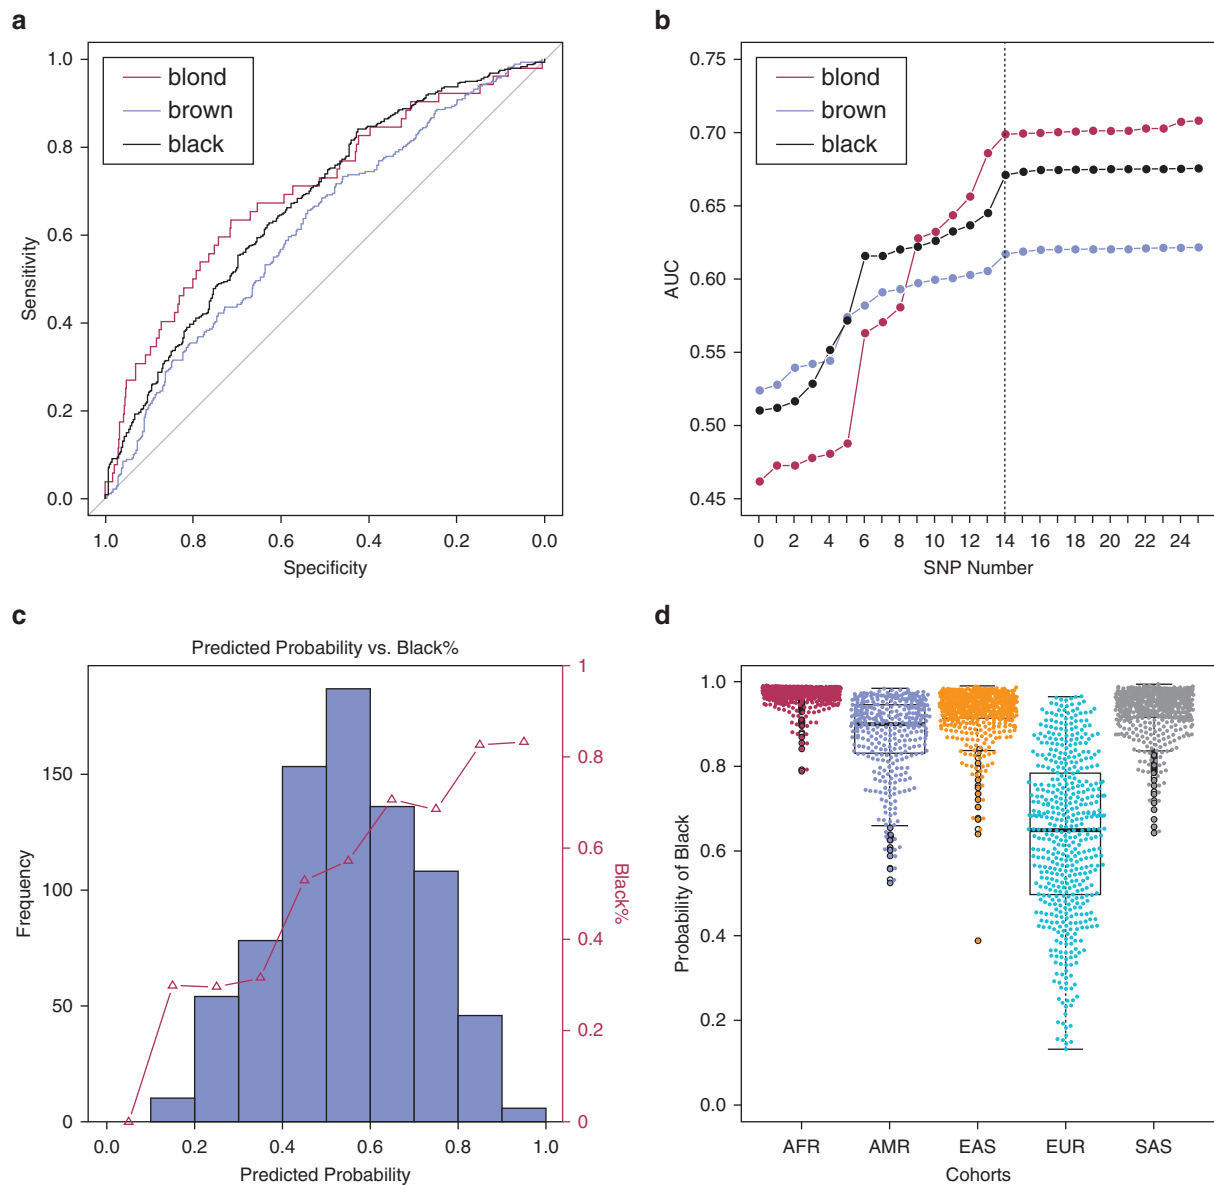 a
1.0
0.8
0.6
0.4
0.2
0.0
Sensitivity
blond
brown
black
1.0 0.8 0.6 0.4 0.2 0.0
Specificity
b
0.75
0.70
0.65
0.60
0.55
0.50
0.45
AUC
blond
brown
black
0 2 4 6 8 10 12 14 16 18 20 22 24
SNP Number
c
Predicted Probability vs. Black%
150
100
50
0
Frequency
1
0.8
0.6
0.4
0.2
0
Black%
0.0 0.2 0.4 0.6 0.8 1.0
Predicted Probability
d
1.0
0.8
0.6
0.4
0.2
0.0
Probability of Black
AFR AMR EAS EUR SAS
Cohorts